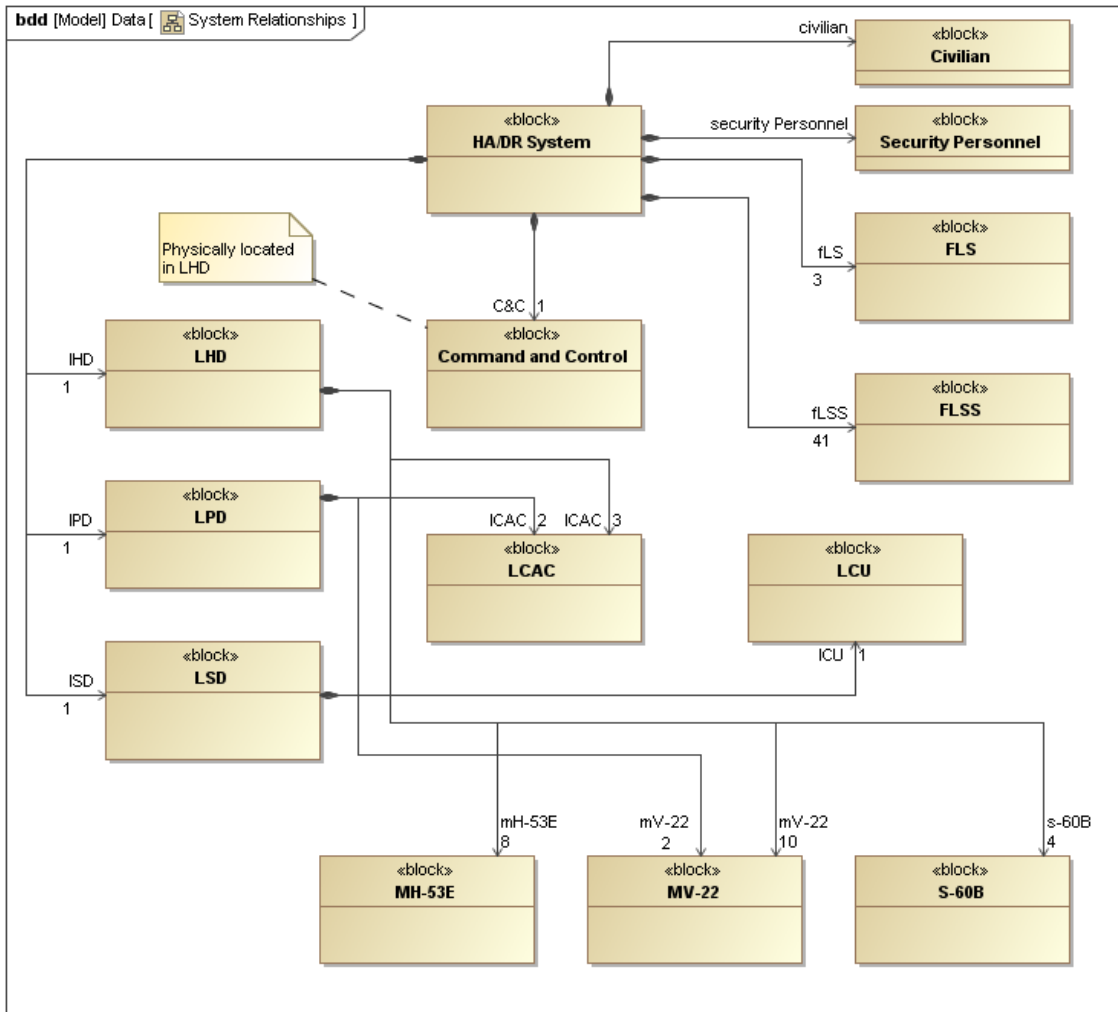 bdd [Model] Data [ System Relationships ]
civilian
«block»
Civilian
«block»
HA/DR System
security Personnel
«block»
Security Personnel
Physically located
in LHD
fLS
3
«block»
FLS
C&C 1
«block»
Command and Control
lHD
1
«block»
LHD
fLSS
41
«block»
FLSS
lPD
1
«block»
LPD
lCAC 2
lCAC 3
«block»
LCAC
«block»
LCU
lCU 1
lSD
1
«block»
LSD
mH-53E
8
mV-22
2
mV-22
10
s-60B
4
«block»
MH-53E
«block»
MV-22
«block»
S-60B